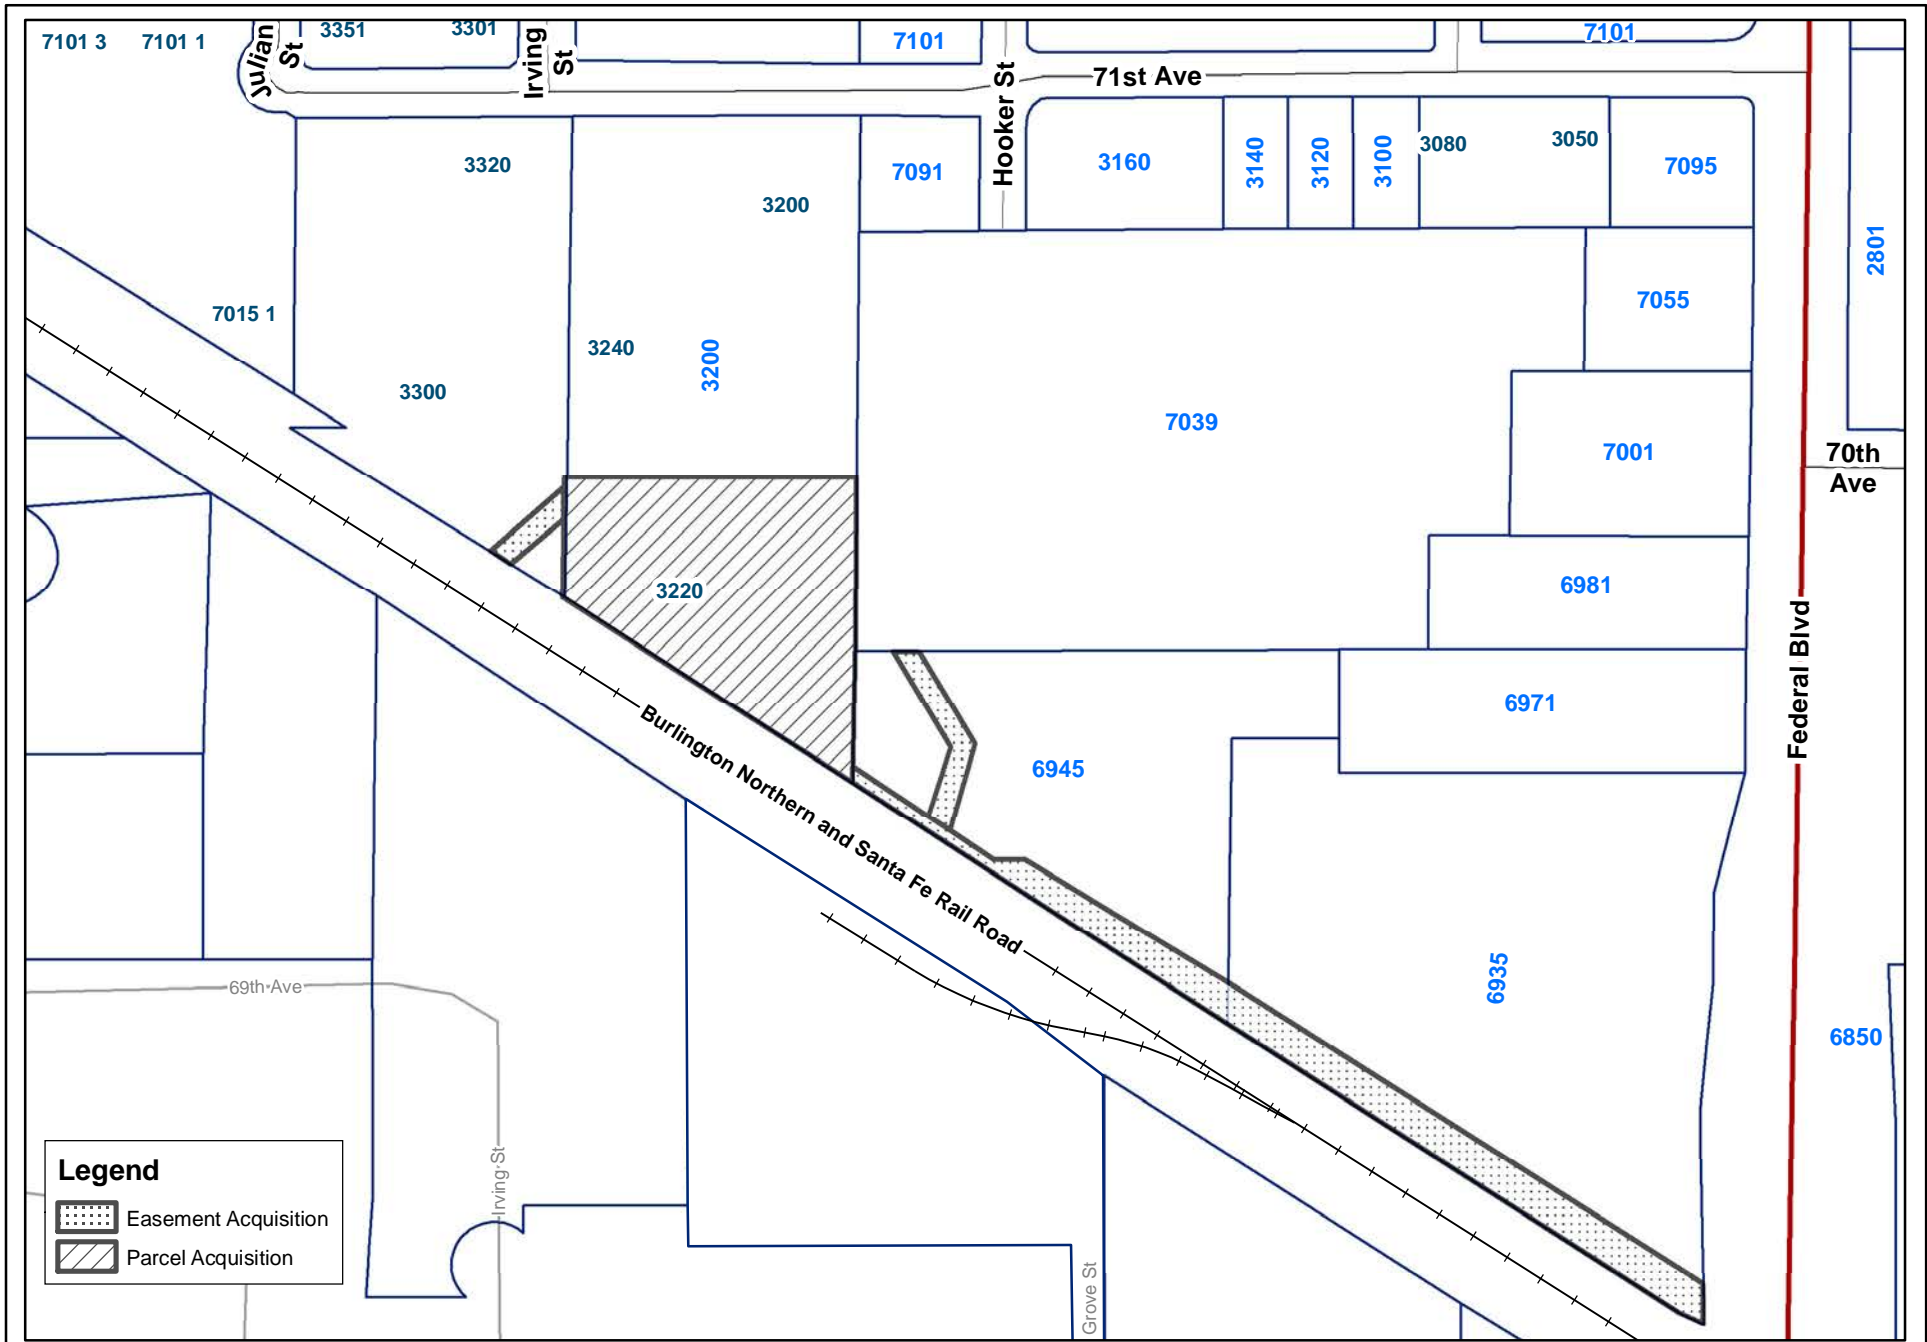 7101 3
7101 1
Julian
St
3351
3301
Irving
St
7101
Hooker St
71st Ave
7101
3320
3200
7091
3160
3140
3120
3100
3080
3050
7095
2801
7015 1
3240
3200
3300
7055
7039
7001
70th
Ave
3220
6981
Federal Blvd
6971
6945
Burlington Northern and Santa Fe Rail Road
69th Ave
6935
6850
Irving St
Grove St
Legend
Easement Acquisition
Parcel Acquisition